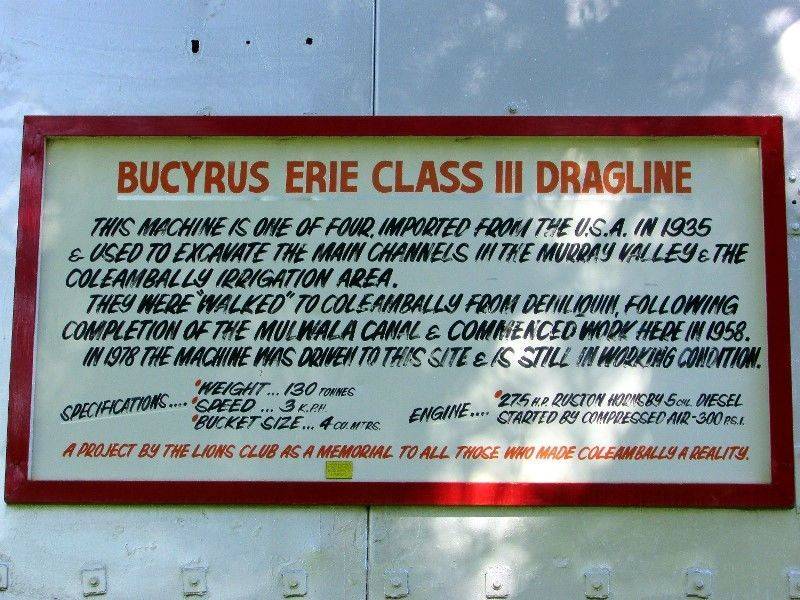 BUCYRUS ERIE CLASS III DRAGLINE
THIS MACHINE IS ONE OF FOUR, IMPORTED FROM THE U.S.A. IN 1935
& USED TO EXCAVATE THE MAIN CHANNELS IN THE MURRAY VALLEY & THE
COLEAMBALLY IRRIGATION AREA.
THEY WERE "WALKED" TO COLEAMBALLY FROM DENILIQUIN, FOLLOWING
COMPLETION OF THE MULWALA CANAL & COMMENCED WORK HERE IN 1958.
IN 1978 THE MACHINE WAS DRIVEN TO THIS SITE & IS STILL IN WORKING CONDITION.
SPECIFICATIONS.... •WEIGHT... 130 TONNES
•SPEED ... 3 K.P.H
•BUCKET SIZE... 4 CU. MTRS.
ENGINE.... •275 H.P. RUSTON HORNSBY 5 CYL. DIESEL
STARTED BY COMPRESSED AIR - 300 P.S.I.
A PROJECT BY THE LIONS CLUB AS A MEMORIAL TO ALL THOSE WHO MADE COLEAMBALLY A REALITY.